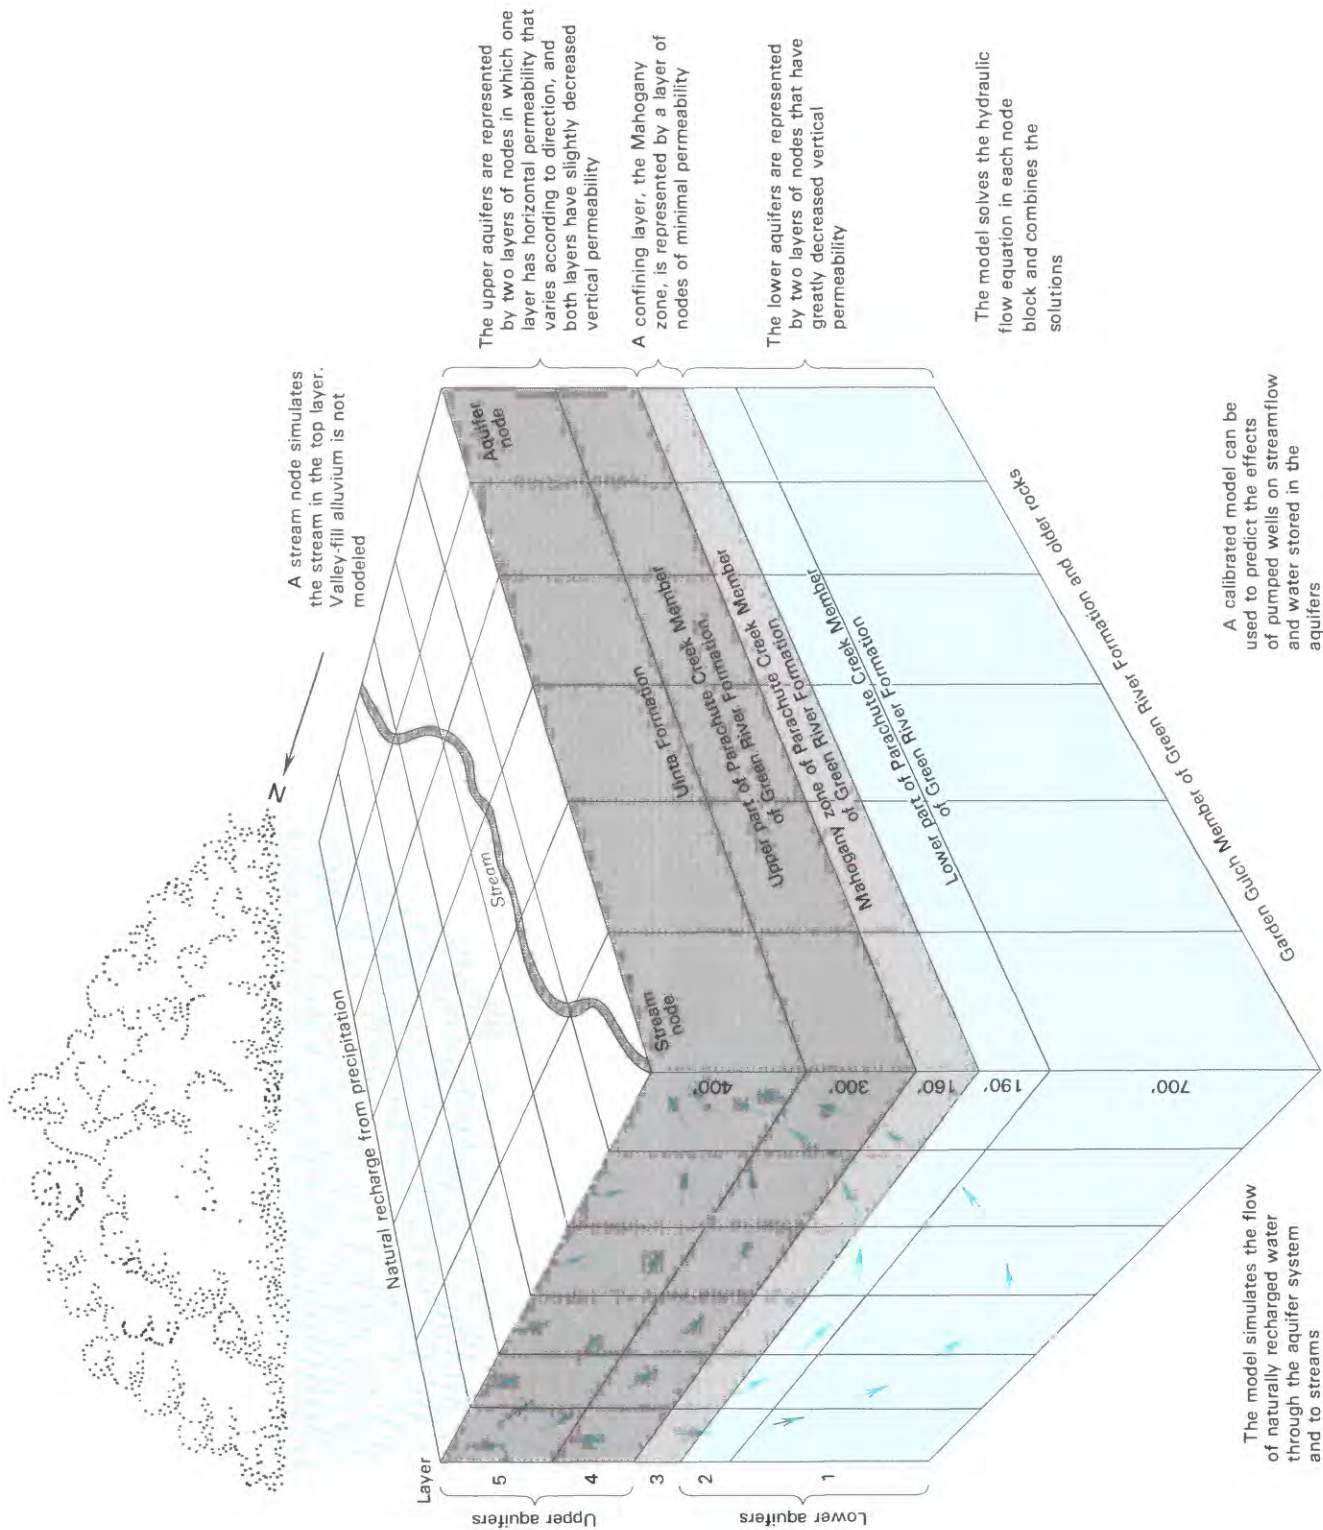 A stream node simulates
the stream in the top layer.
Valley-fill alluvium is not
modeled
N
Natural recharge from precipitation
Stream
Layer
5
4
3
2
1
Upper aquifers
Lower aquifers
Stream
node
Aquifer
node
Uinta Formation
Upper part of Parachute Creek Member
of Green River Formation
Mahogany zone of Parachute Creek Member
of Green River Formation
Lower part of Parachute Creek Member
of Green River Formation
Garden Gulch Member of Green River Formation and older rocks
400'
300'
160'
190'
700'
The upper aquifers are represented
by two layers of nodes in which one
layer has horizontal permeability that
varies according to direction, and
both layers have slightly decreased
vertical permeability
A confining layer, the Mahogany
zone, is represented by a layer of
nodes of minimal permeability
The lower aquifers are represented
by two layers of nodes that have
greatly decreased vertical
permeability
The model solves the hydraulic
flow equation in each node
block and combines the
solutions
The model simulates the flow
of naturally recharged water
through the aquifer system
and to streams
A calibrated model can be
used to predict the effects
of pumped wells on streamflow
and water stored in the
aquifers